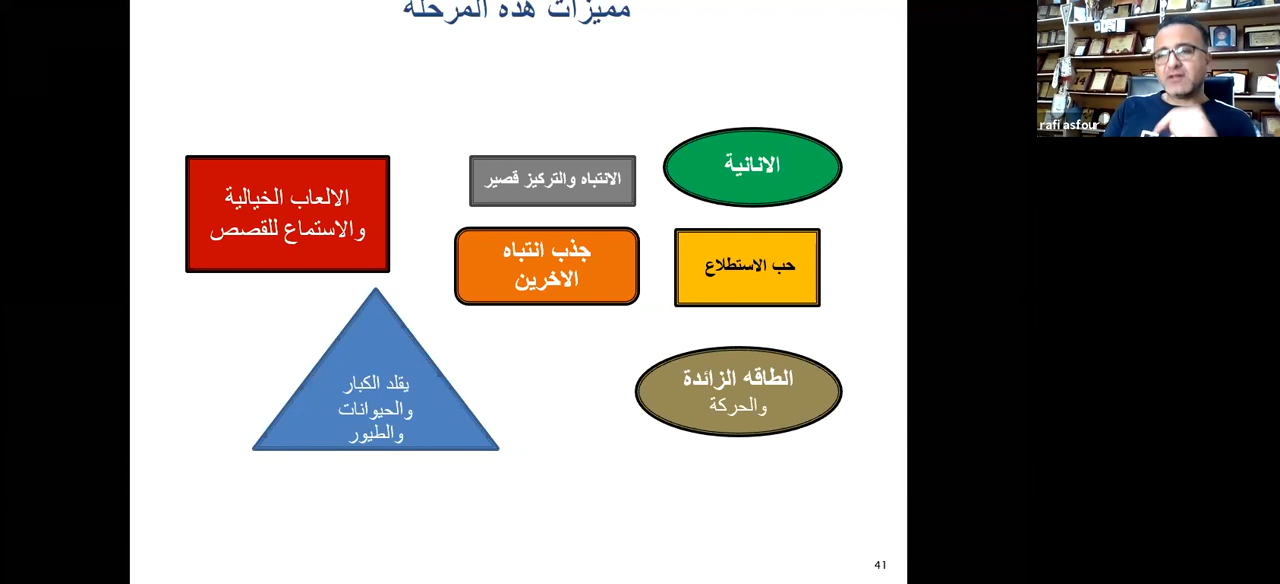 مميزات هذه المرحلة
الانانية
الانتباه والتركيز قصير
الالعاب الخيالية
والاستماع للقصص
حب الاستطلاع
جذب انتباه
الاخرين
الطاقه الزائدة
والحركة
يقلد الكبار
والحيوانات
والطيور
41
rafi asfour